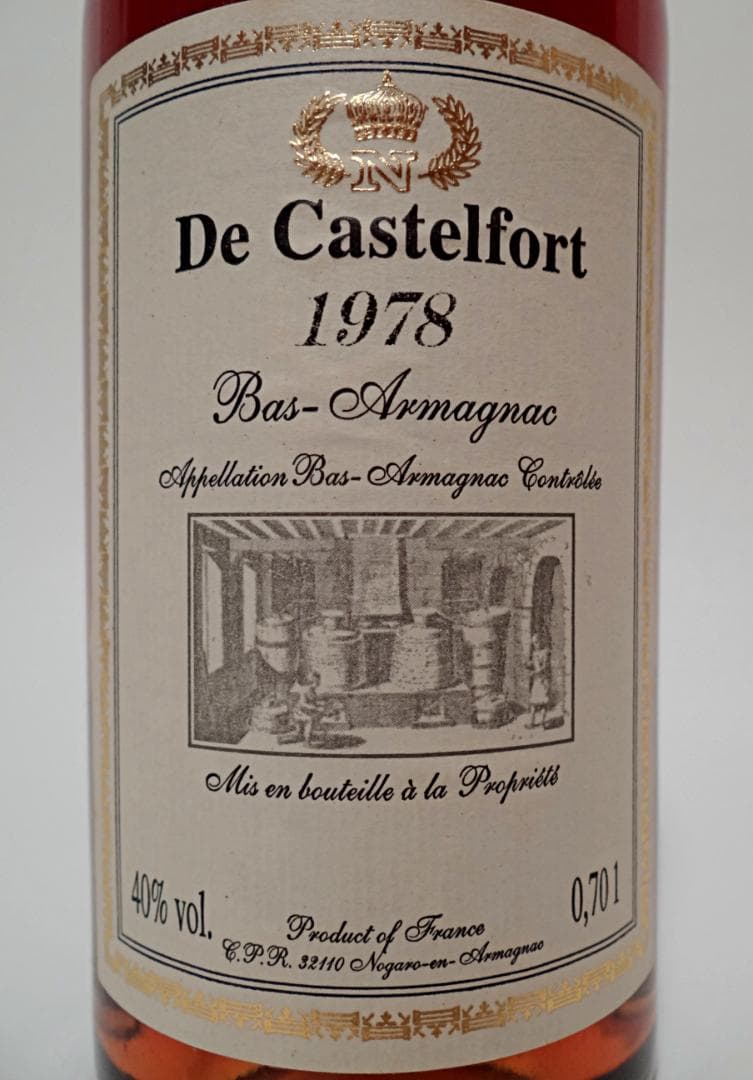 N
De Castelfort
1978
Bas-Armagnac
Appellation Bas-Armagnac Contrôlée
Mis en bouteille à la Propriété
40% vol.
0,70 l
Product of France
C.P.R. 32110 Nogaro-en-Armagnac